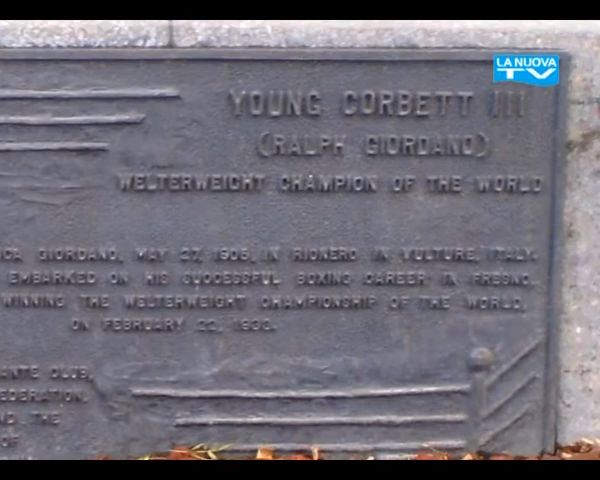 LA NUOVA
TV
YOUNG CORBETT III
(RALPH GIORDANO)
WELTERWEIGHT CHAMPION OF THE WORLD
GIORDANO, MAY 27, 1905, IN RIONERO IN VULTURE, ITALY.
EMBARKED ON HIS SUCCESSFUL BOXING CAREER IN FRESNO,
WINNING THE WELTERWEIGHT CHAMPIONSHIP OF THE WORLD,
ON FEBRUARY 22, 1933.
CLUB,
AND THE
OF